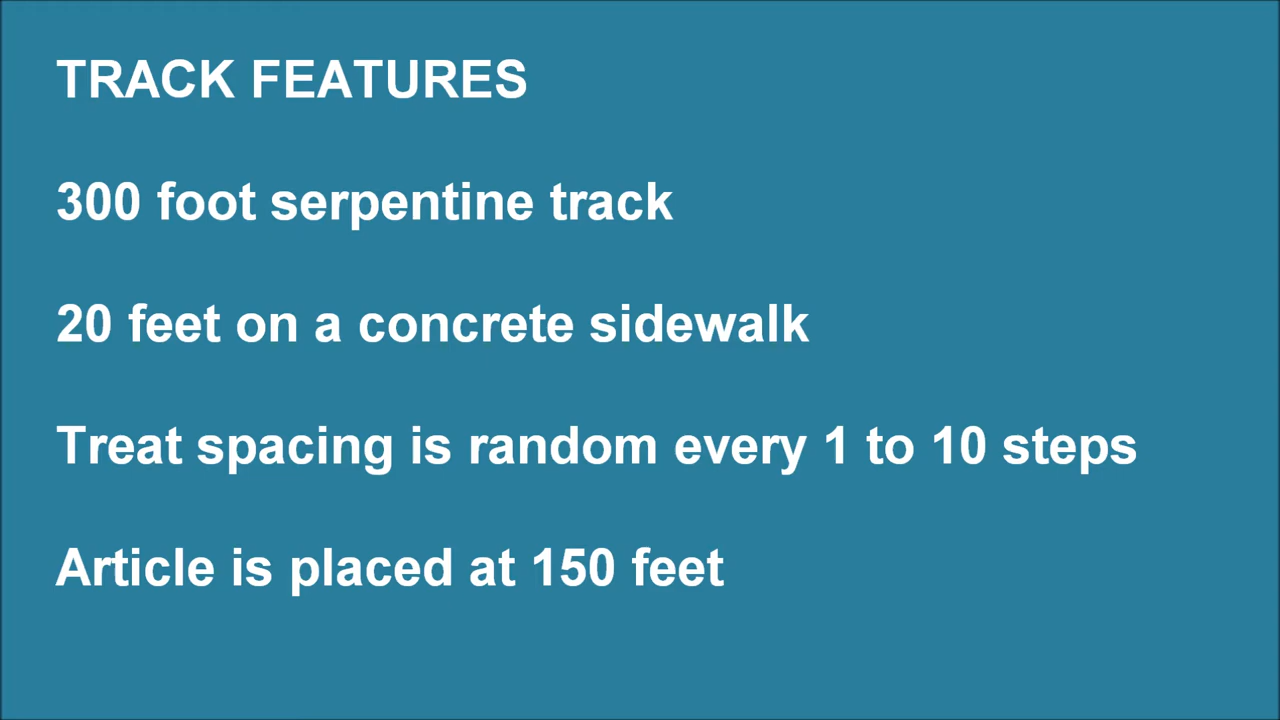 TRACK FEATURES
300 foot serpentine track
20 feet on a concrete sidewalk
Treat spacing is random every 1 to 10 steps
Article is placed at 150 feet